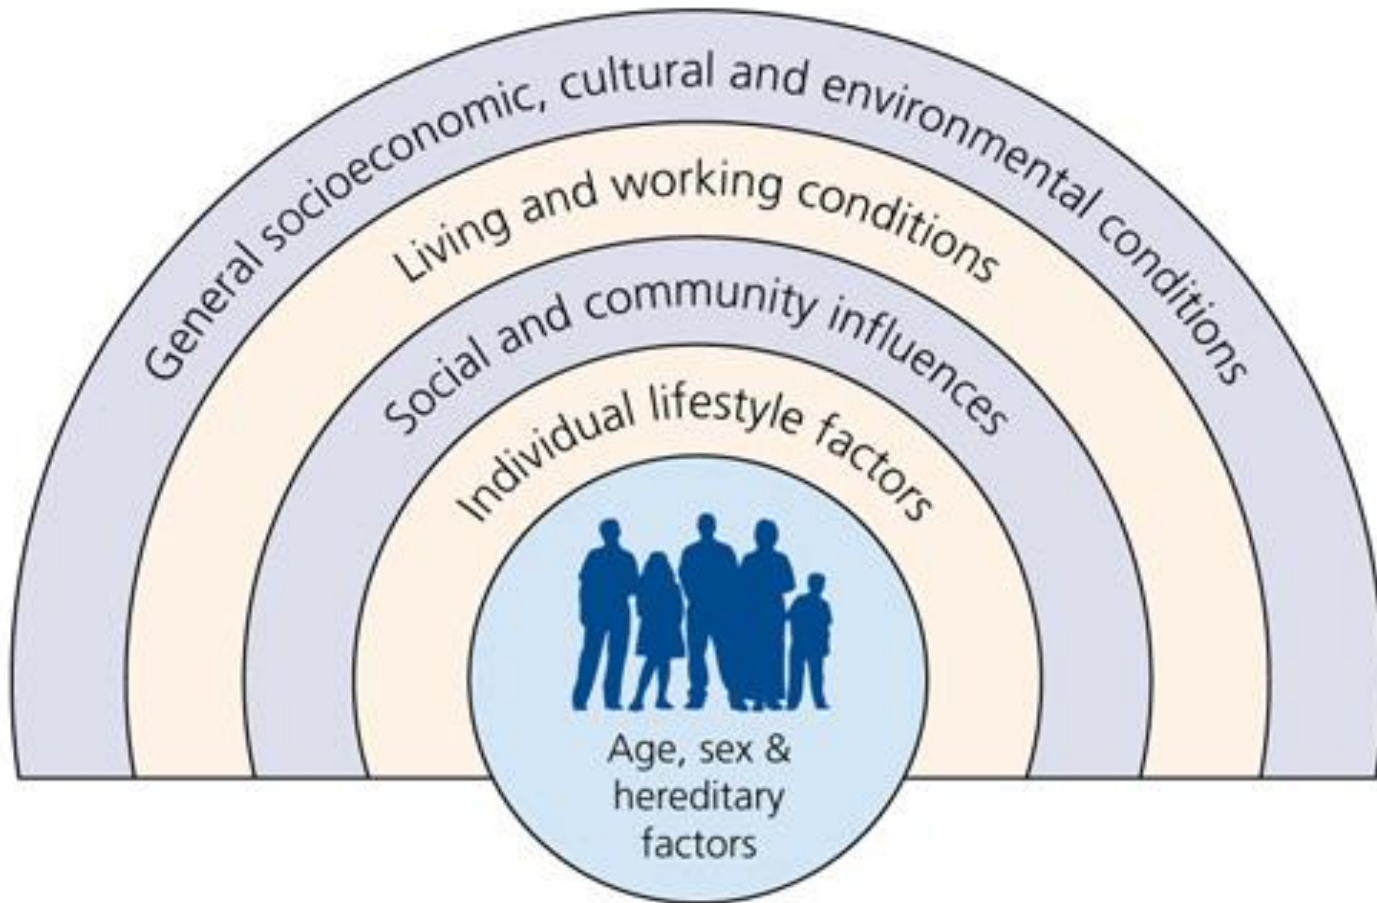 General socioeconomic, cultural and environmental conditions
Living and working conditions
Social and community influences
Individual lifestyle factors
Age, sex &
hereditary
factors